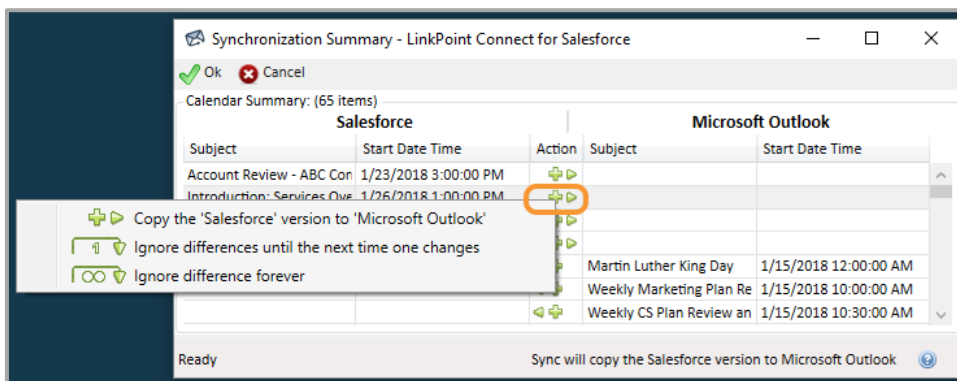 Synchronization Summary - LinkPoint Connect for Salesforce
Ok Cancel
Calendar Summary: (65 items)
Salesforce Microsoft Outlook
Subject Start Date Time Action Subject Start Date Time
Account Review - ABC Con 1/23/2018 3:00:00 PM
Introduction: Services Ove 1/26/2018 1:00:00 PM
Copy the 'Salesforce' version to 'Microsoft Outlook'
1 Ignore differences until the next time one changes
Ignore difference forever
Martin Luther King Day 1/15/2018 12:00:00 AM
Weekly Marketing Plan Re 1/15/2018 10:00:00 AM
Weekly CS Plan Review an 1/15/2018 10:30:00 AM
Ready Sync will copy the Salesforce version to Microsoft Outlook